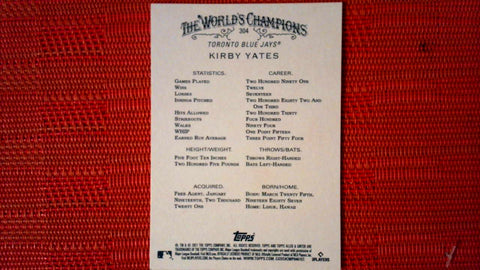 THE WORLD'S CHAMPIONS
204
TORONTO BLUE JAYS®
KIRBY YATES
STATISTICS. CAREER.
GAMES PLAYED TWO HUNDRED NINETY ONE
WINS TWELVE
LOSSES SEVENTEEN
INNINGS PITCHED TWO HUNDRED EIGHTY TWO AND
ONE THIRD
HITS ALLOWED TWO HUNDRED THIRTY
STRIKEOUTS FOUR HUNDRED
WALKS NINETY FOUR
WHIP ONE POINT FIFTEEN
EARNED RUN AVERAGE THREE POINT FIFTY FOUR
HEIGHT/WEIGHT. THROWS/BATS.
FIVE FOOT TEN INCHES THROWS RIGHT-HANDED
TWO HUNDRED FIVE POUNDS BATS LEFT-HANDED
ACQUIRED. BORN/HOME.
FREE AGENT, JANUARY BORN: MARCH TWENTY FIFTH,
NINETEENTH, TWO THOUSAND NINETEEN EIGHTY SEVEN
TWENTY ONE HOME: LIHUE, HAWAII
Topps